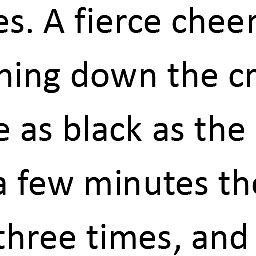 es. A fierce cheer
ning down the cr
e as black as the
a few minutes the
three times, and